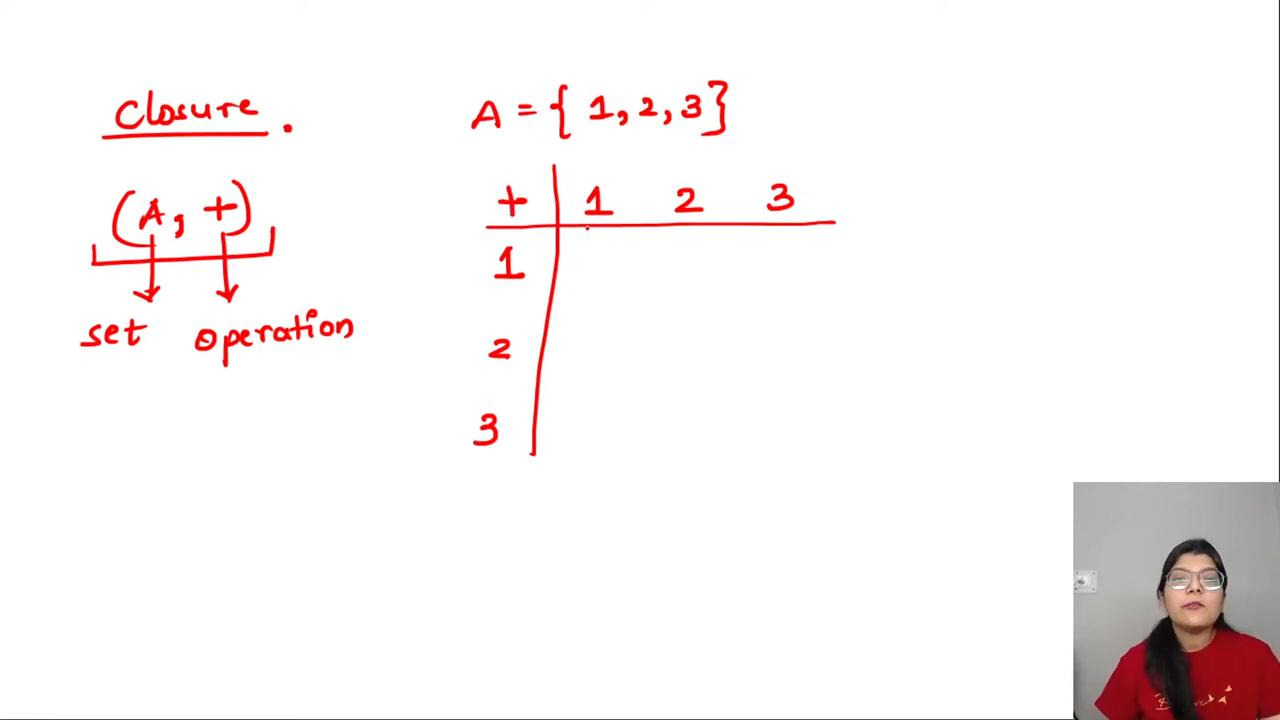 Closure.
(A, +)
set operation
A = { 1, 2, 3 }
+ 1 2 3
1
2
3